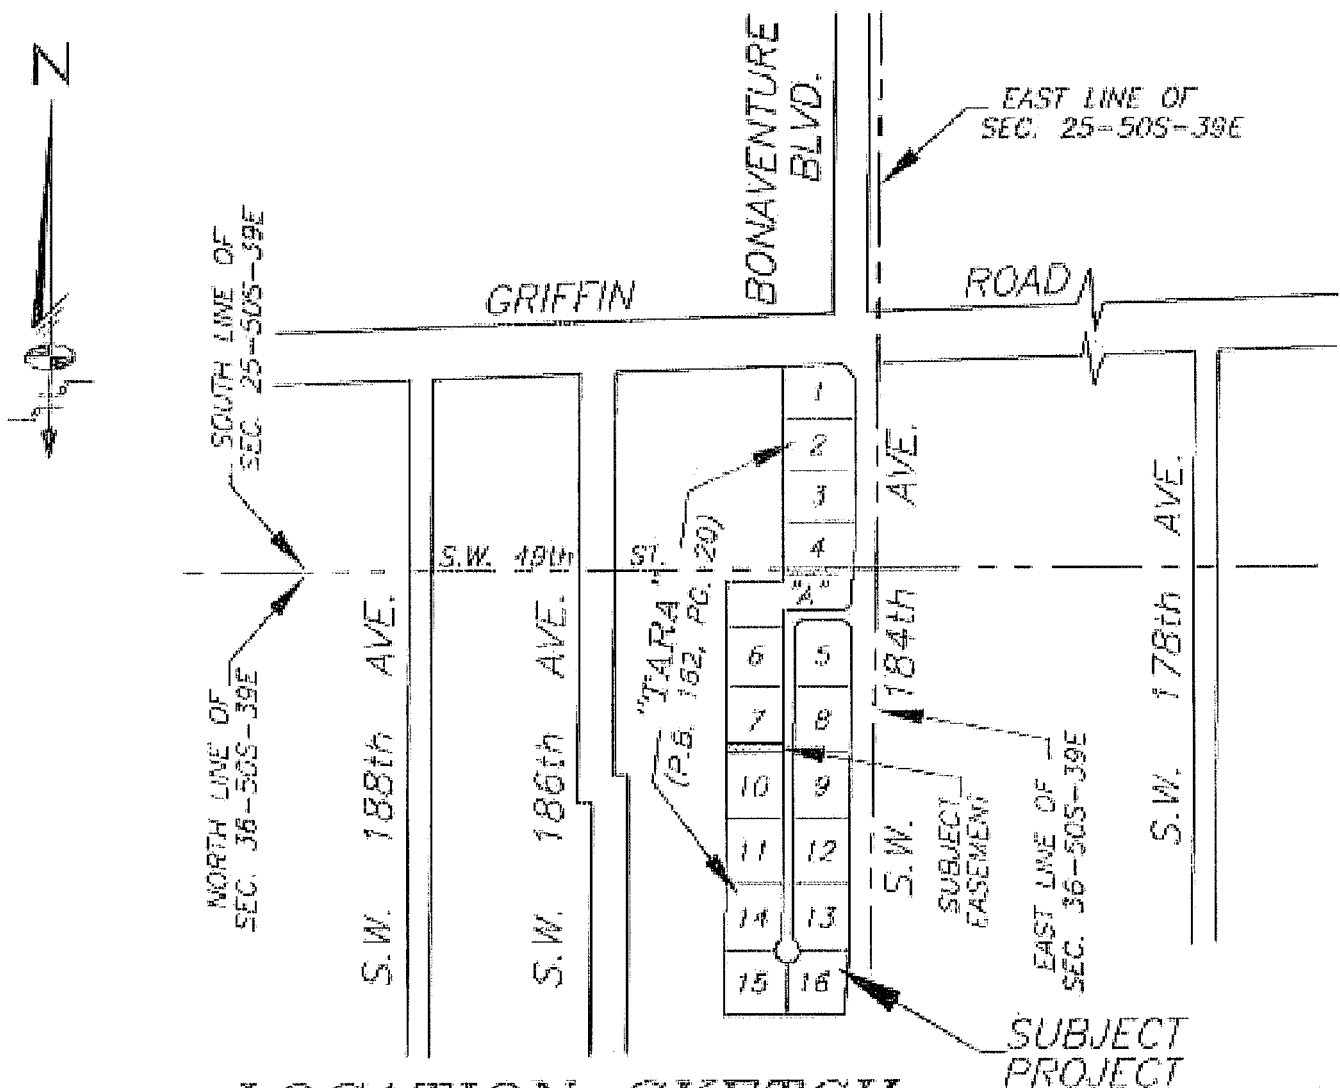 N
BONAVENTURE
BLVD.
EAST LINE OF
SEC. 25-50S-39E
SOUTH LINE OF
SEC. 25-50S-39E
GRIFFIN
ROAD
1
2
3
4
"A"
S.W. 49th ST.
"TARA"
(P.B. 162, PG. 20)
6
5
7
8
10
9
11
12
14
13
15
16
NORTH LINE OF
SEC. 36-50S-39E
S.W. 188th AVE.
S.W. 186th AVE.
S.W. 184th AVE.
SUBJECT
EASEMENT
EAST LINE OF
SEC. 36-50S-39E
S.W. 178th AVE.
SUBJECT
PROJECT
LOCATION SKETCH